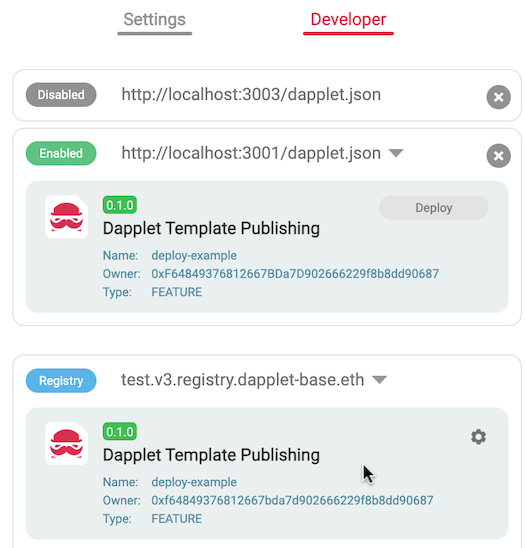 Settings Developer
Disabled http://localhost:3003/dapplet.json
Enabled http://localhost:3001/dapplet.json
0.1.0 Deploy
Dapplet Template Publishing
Name: deploy-example
Owner: 0xF64849376812667BDa7D902666229f8b8dd90687
Type: FEATURE
Registry test.v3.registry.dapplet-base.eth
0.1.0
Dapplet Template Publishing
Name: deploy-example
Owner: 0xf64849376812667bda7d902666229f8b8dd90687
Type: FEATURE